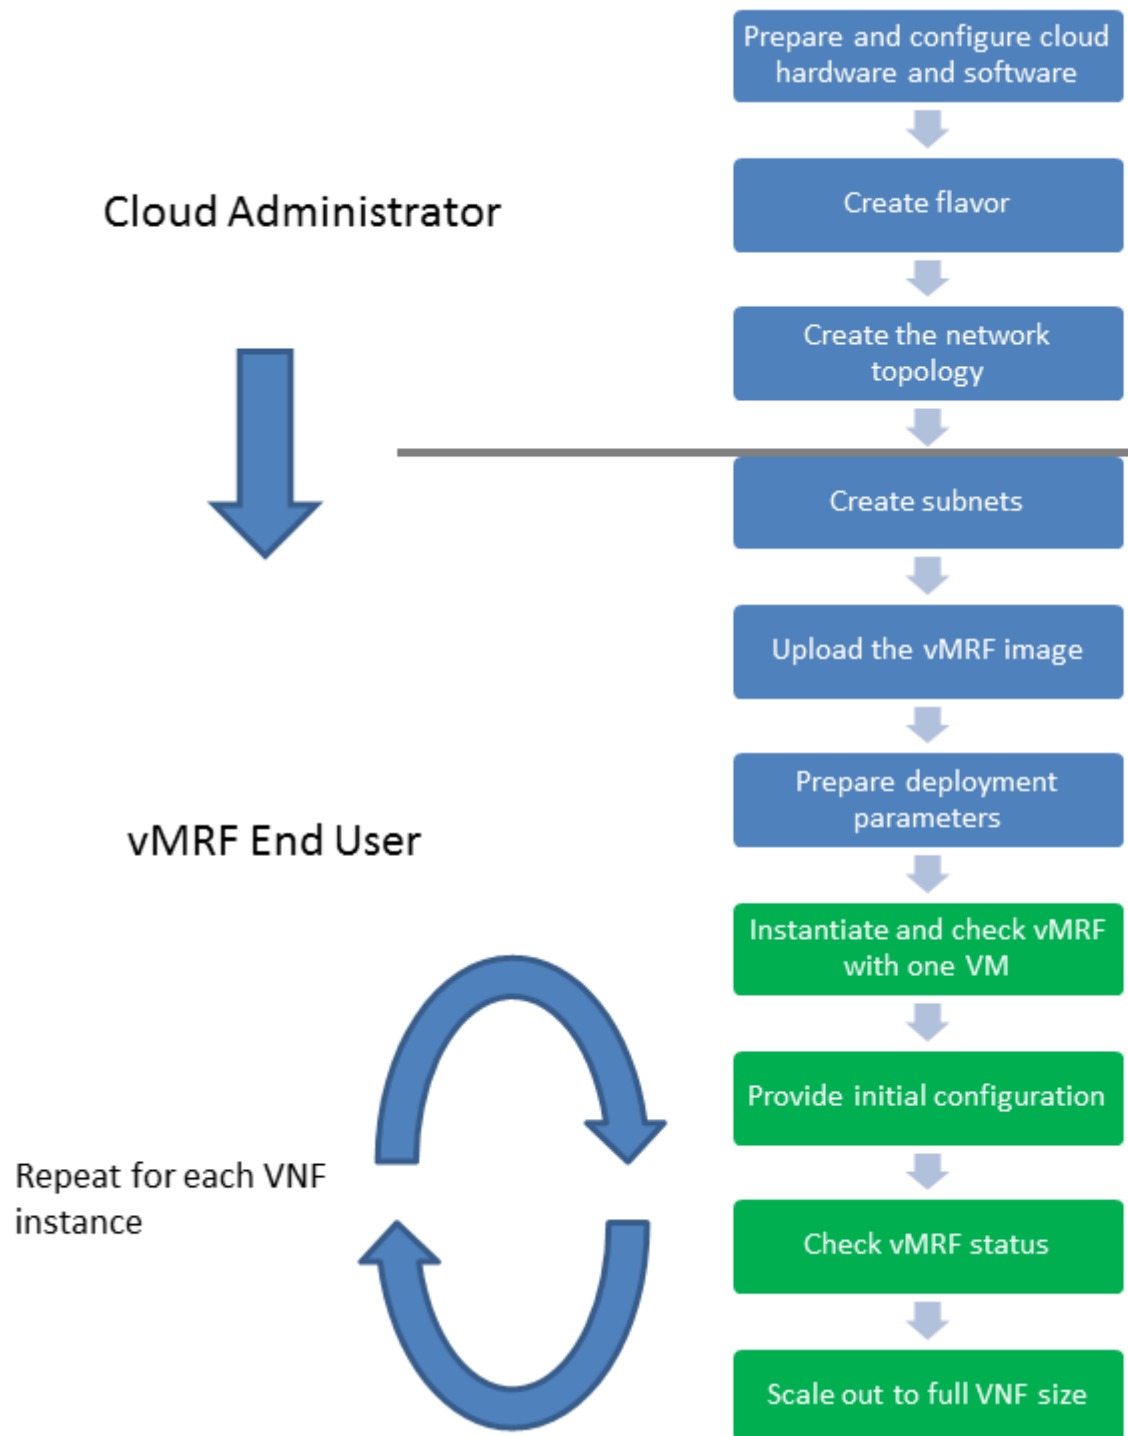 Prepare and configure cloud
hardware and software
Cloud Administrator
Create flavor
Create the network
topology
Create subnets
Upload the vMRF image
Prepare deployment
parameters
vMRF End User
Instantiate and check vMRF
with one VM
Provide initial configuration
Repeat for each VNF
instance
Check vMRF status
Scale out to full VNF size